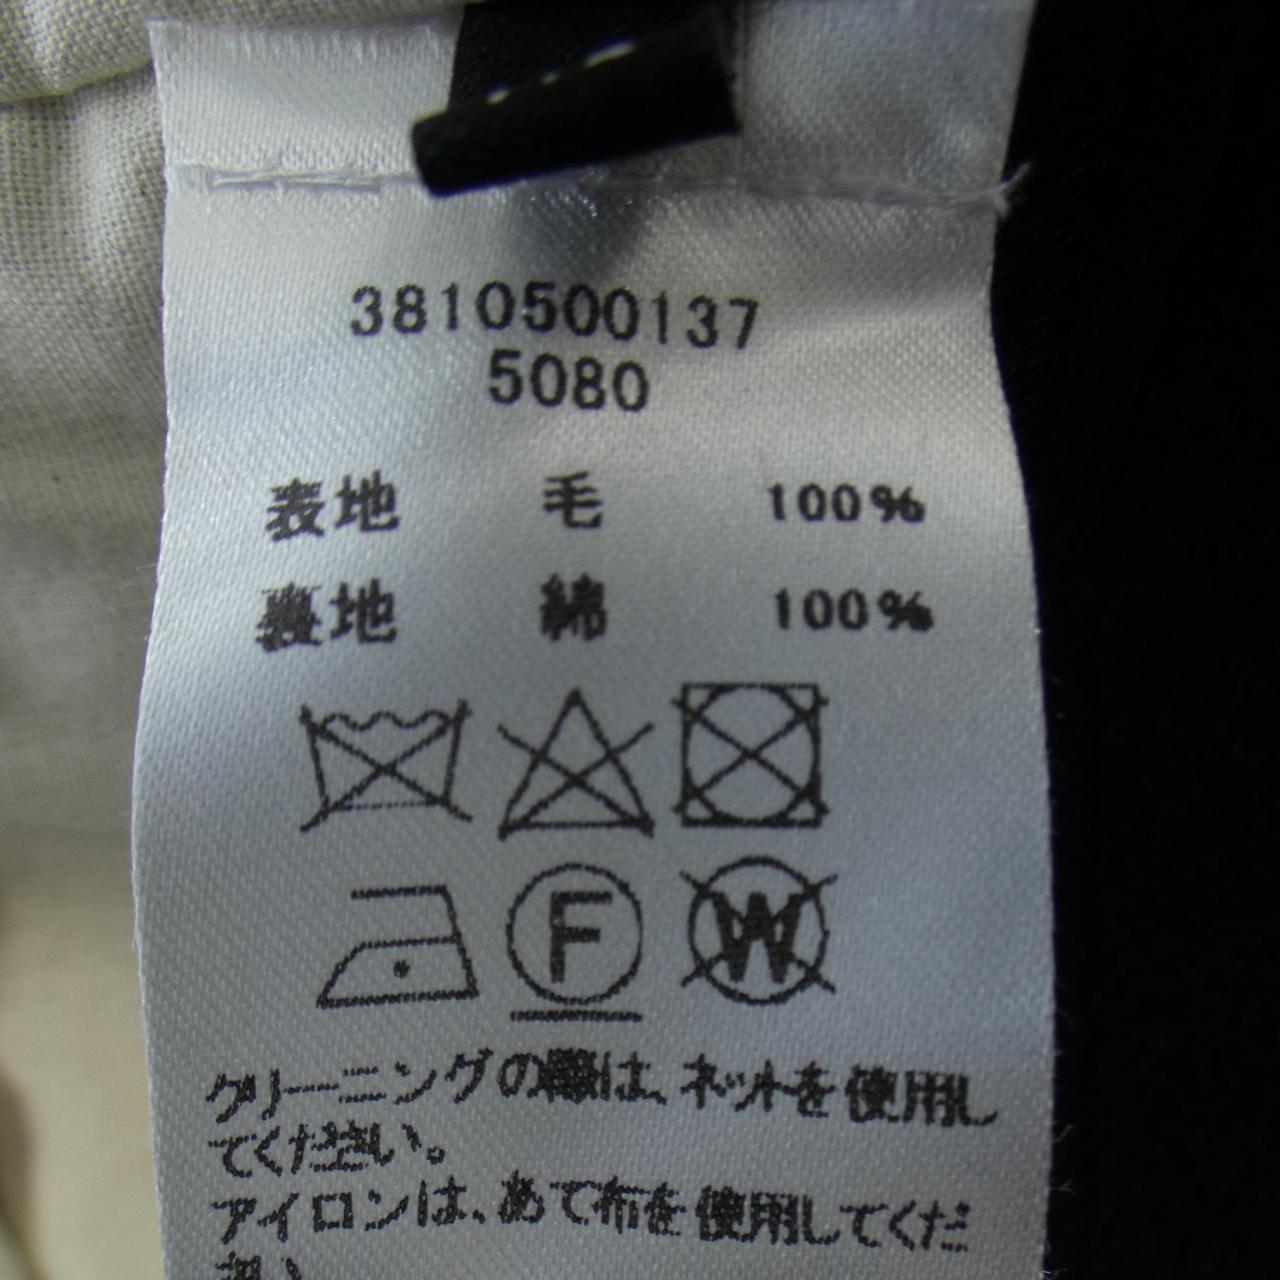 3810500137
5080
表地 毛 100%
裏地 綿 100%
F W
クリーニングの際は、ネットを使用し
てください。
アイロンは、あて布を使用してくだ
さい